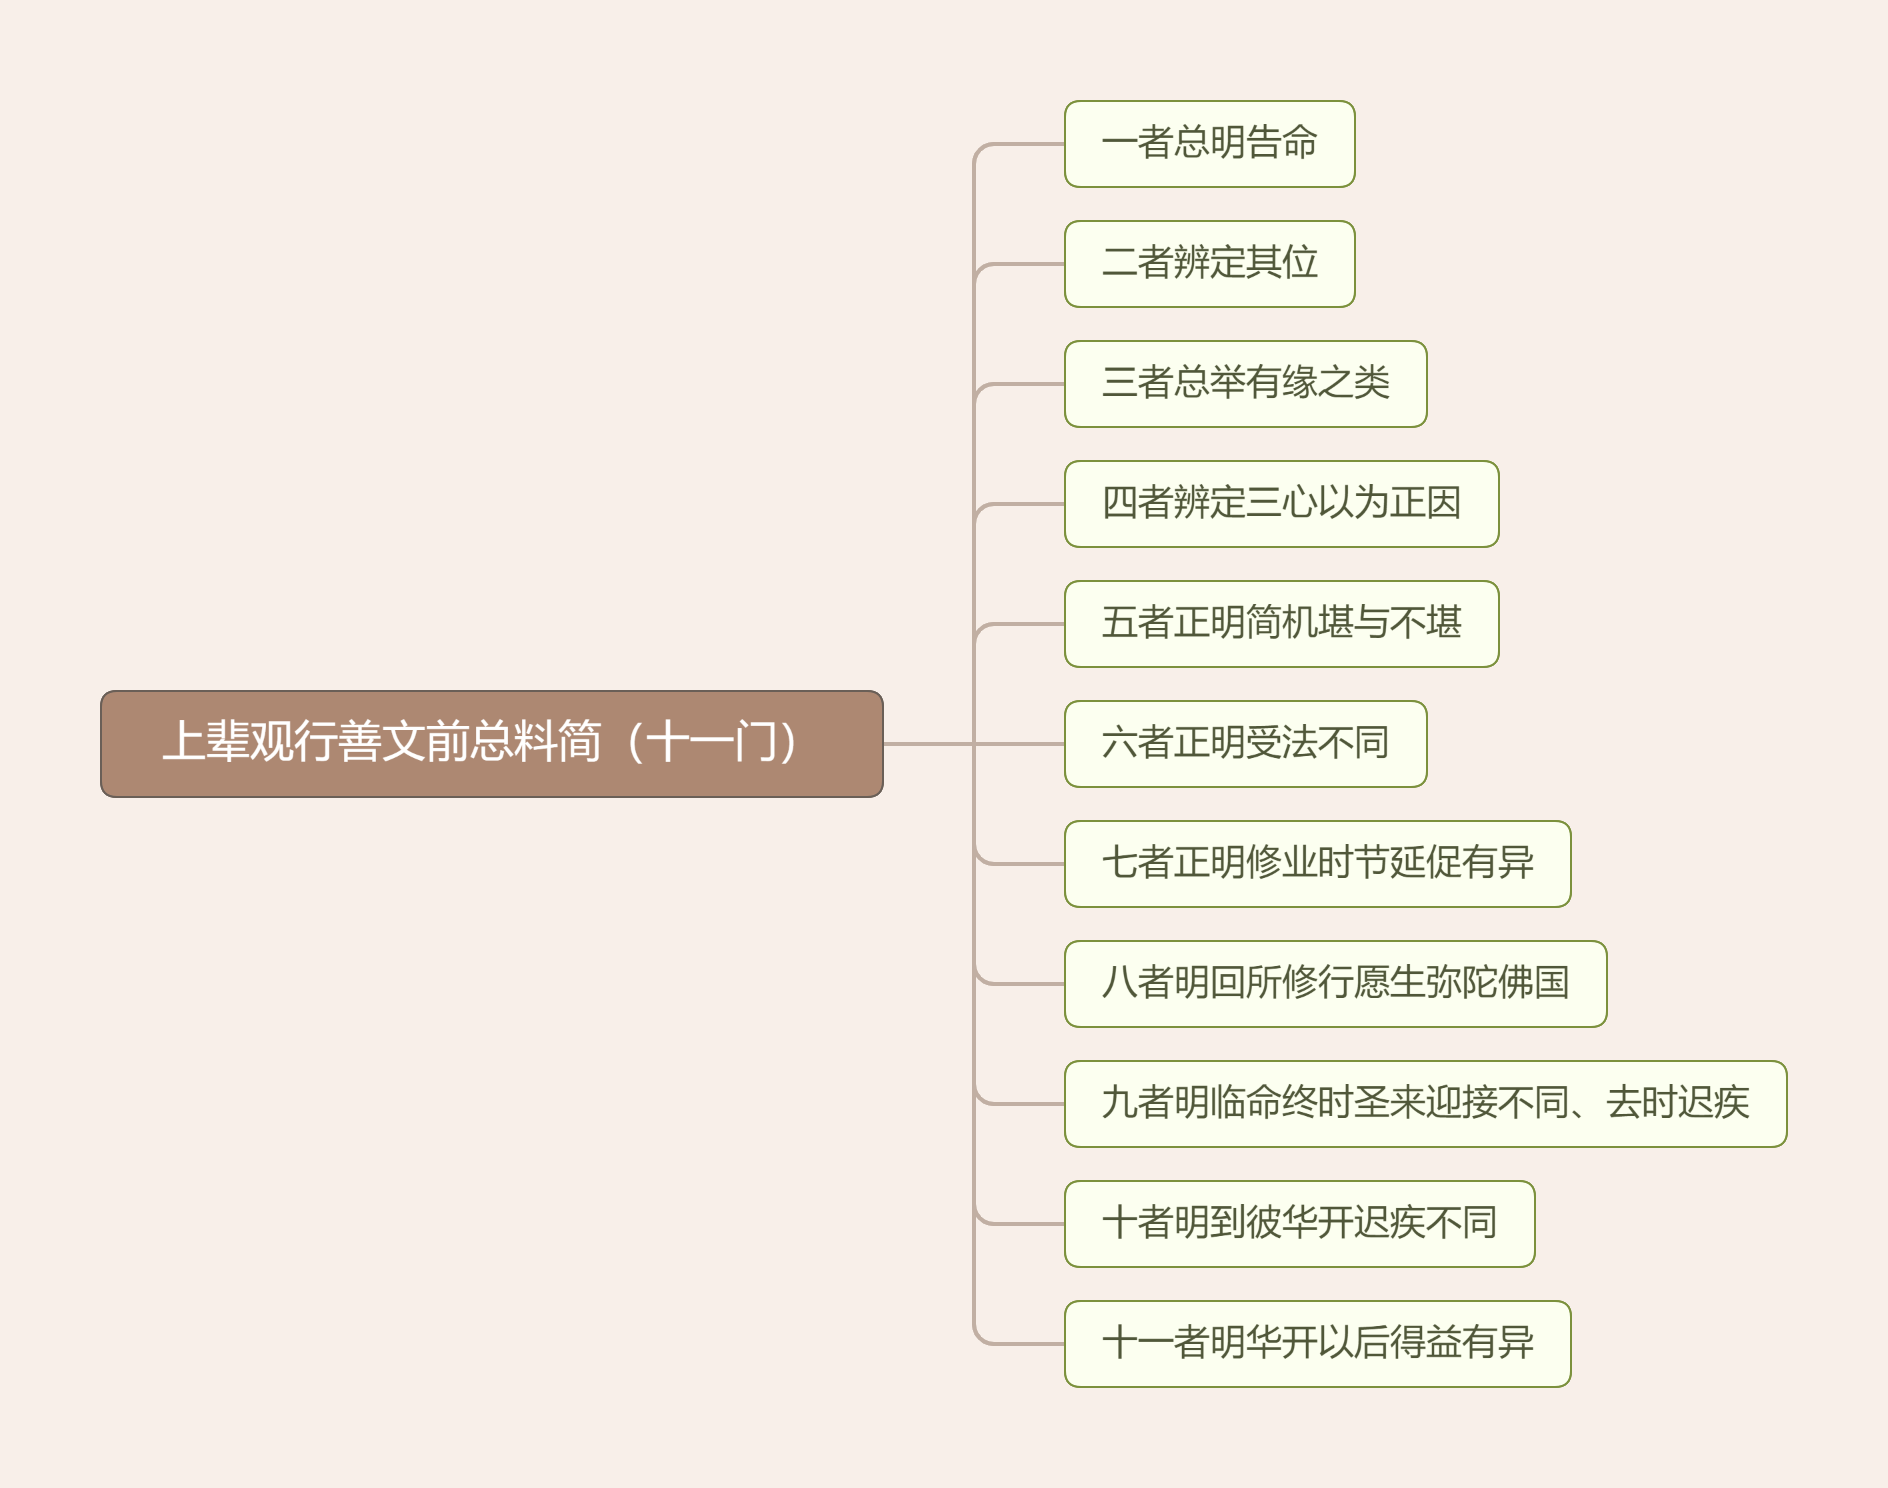 上辈观行善文前总料简（十一门）
一者总明告命
二者辨定其位
三者总举有缘之类
四者辨定三心以为正因
五者正明简机堪与不堪
六者正明受法不同
七者正明修业时节延促有异
八者明回所修行愿生弥陀佛国
九者明临命终时圣来迎接不同、去时迟疾
十者明到彼华开迟疾不同
十一者明华开以后得益有异